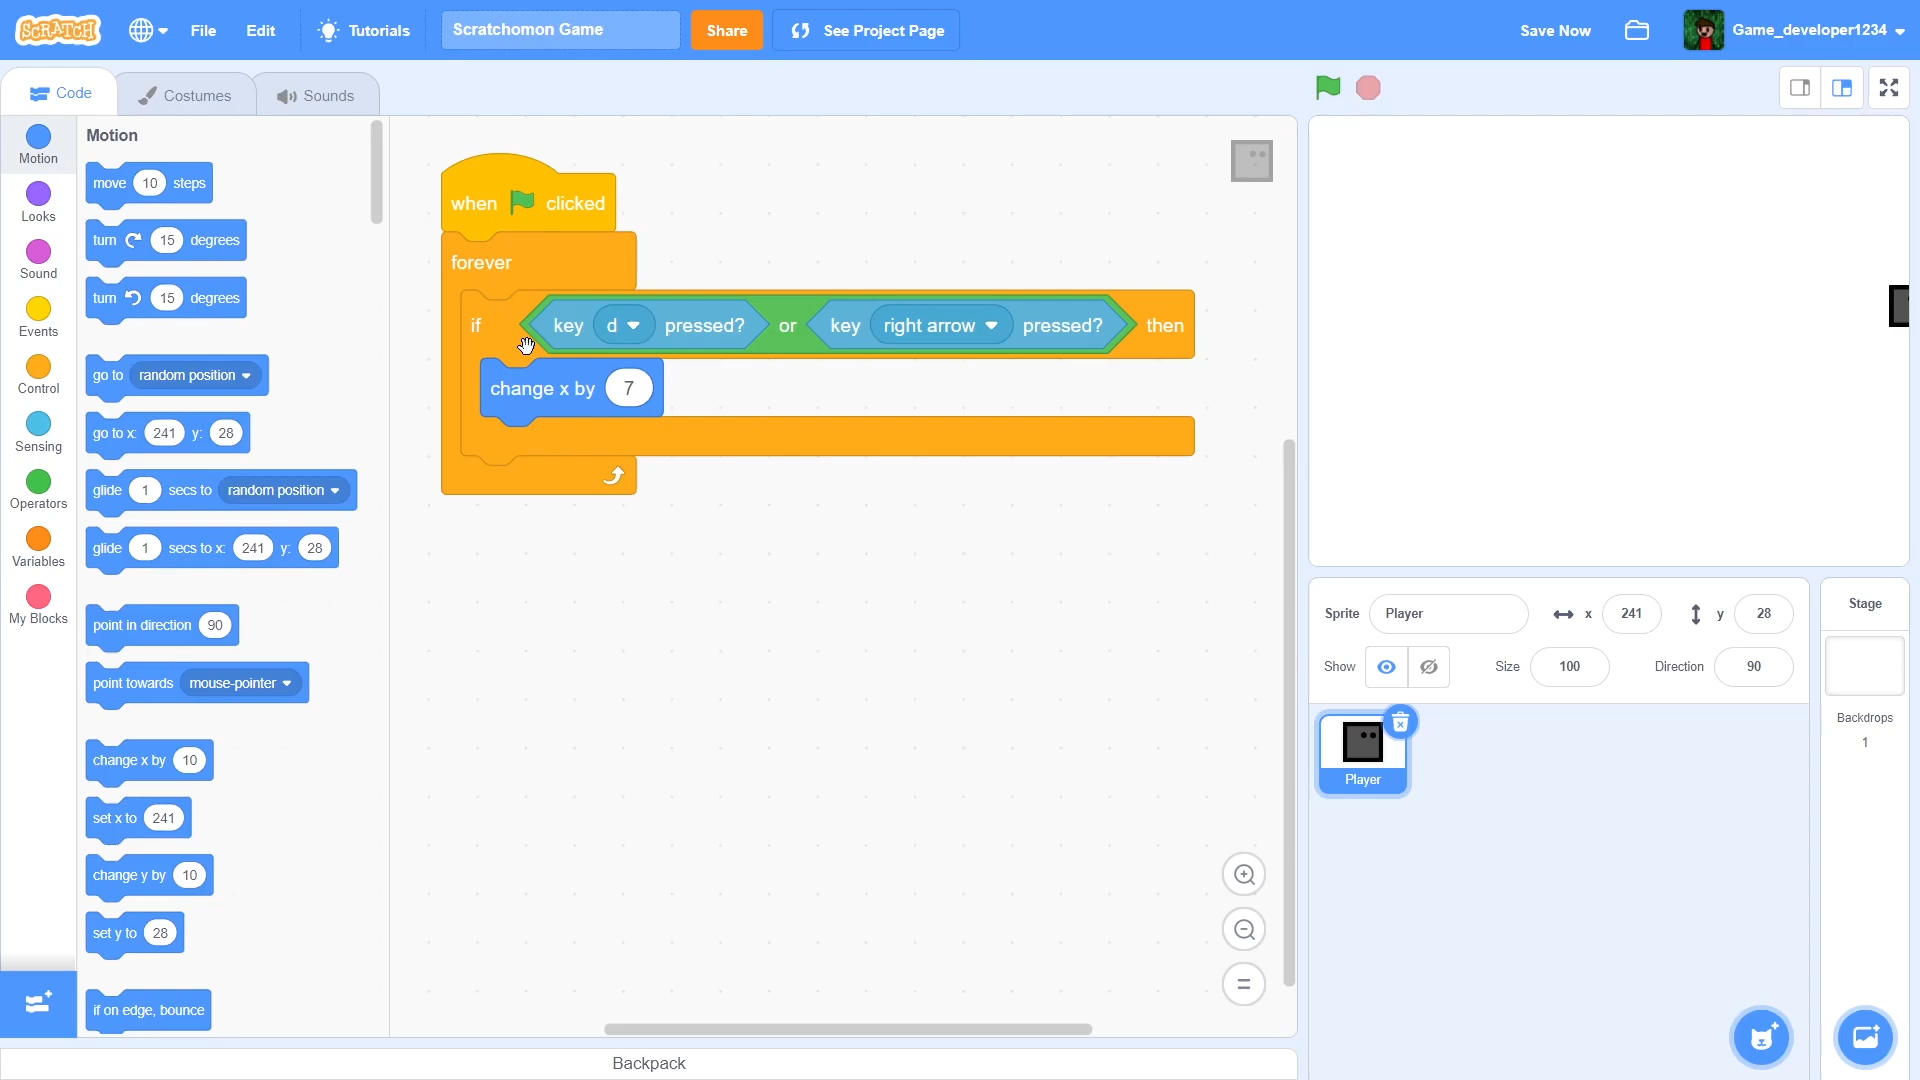 SCRATCH
File
Edit
Tutorials
Scratchomon Game
Share
See Project Page
Save Now
Game_developer1234
Code
Costumes
Sounds
Motion
Looks
Sound
Events
Control
Sensing
Operators
Variables
My Blocks
Motion
move 10 steps
turn 15 degrees
turn 15 degrees
go to random position
go to x: 241 y: 28
glide 1 secs to random position
glide 1 secs to x: 241 y: 28
point in direction 90
point towards mouse-pointer
change x by 10
set x to 241
change y by 10
set y to 28
if on edge, bounce
when clicked
forever
if key d pressed? or key right arrow pressed? then
change x by 7
Backpack
Sprite Player x 241 y 28
Show Size 100 Direction 90
Player
Stage
Backdrops
1